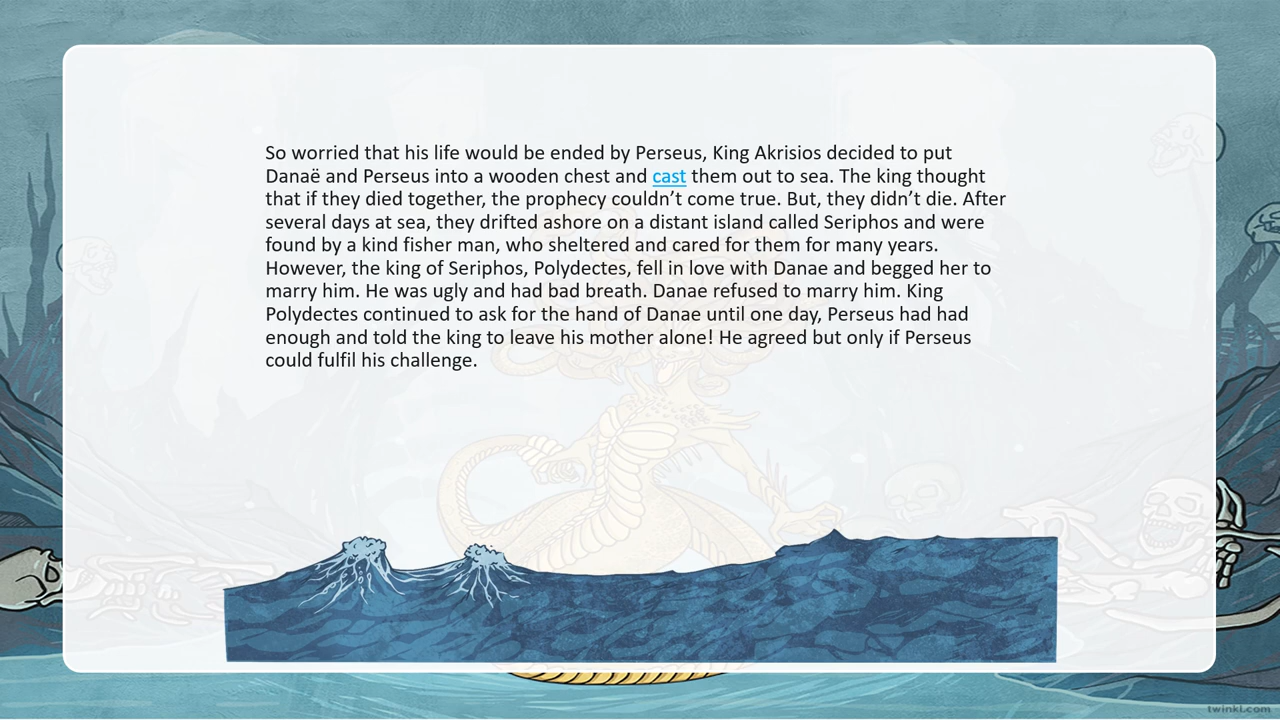 So worried that his life would be ended by Perseus, King Akrisios decided to put
Danaë and Perseus into a wooden chest and cast them out to sea. The king thought
that if they died together, the prophecy couldn’t come true. But, they didn’t die. After
several days at sea, they drifted ashore on a distant island called Seriphos and were
found by a kind fisher man, who sheltered and cared for them for many years.
However, the king of Seriphos, Polydectes, fell in love with Danae and begged her to
marry him. He was ugly and had bad breath. Danae refused to marry him. King
Polydectes continued to ask for the hand of Danae until one day, Perseus had had
enough and told the king to leave his mother alone! He agreed but only if Perseus
could fulfil his challenge.
twinkl.com